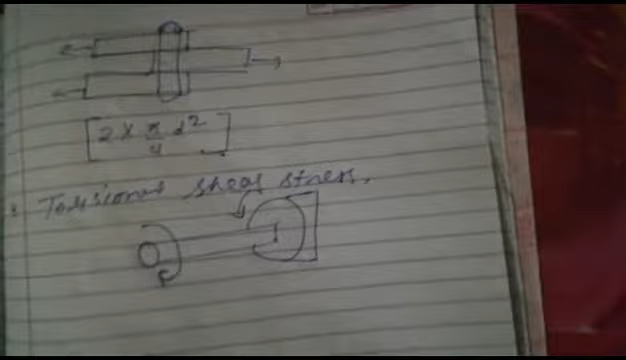 [2 × π/4 d²]
: Torsional shear stress.